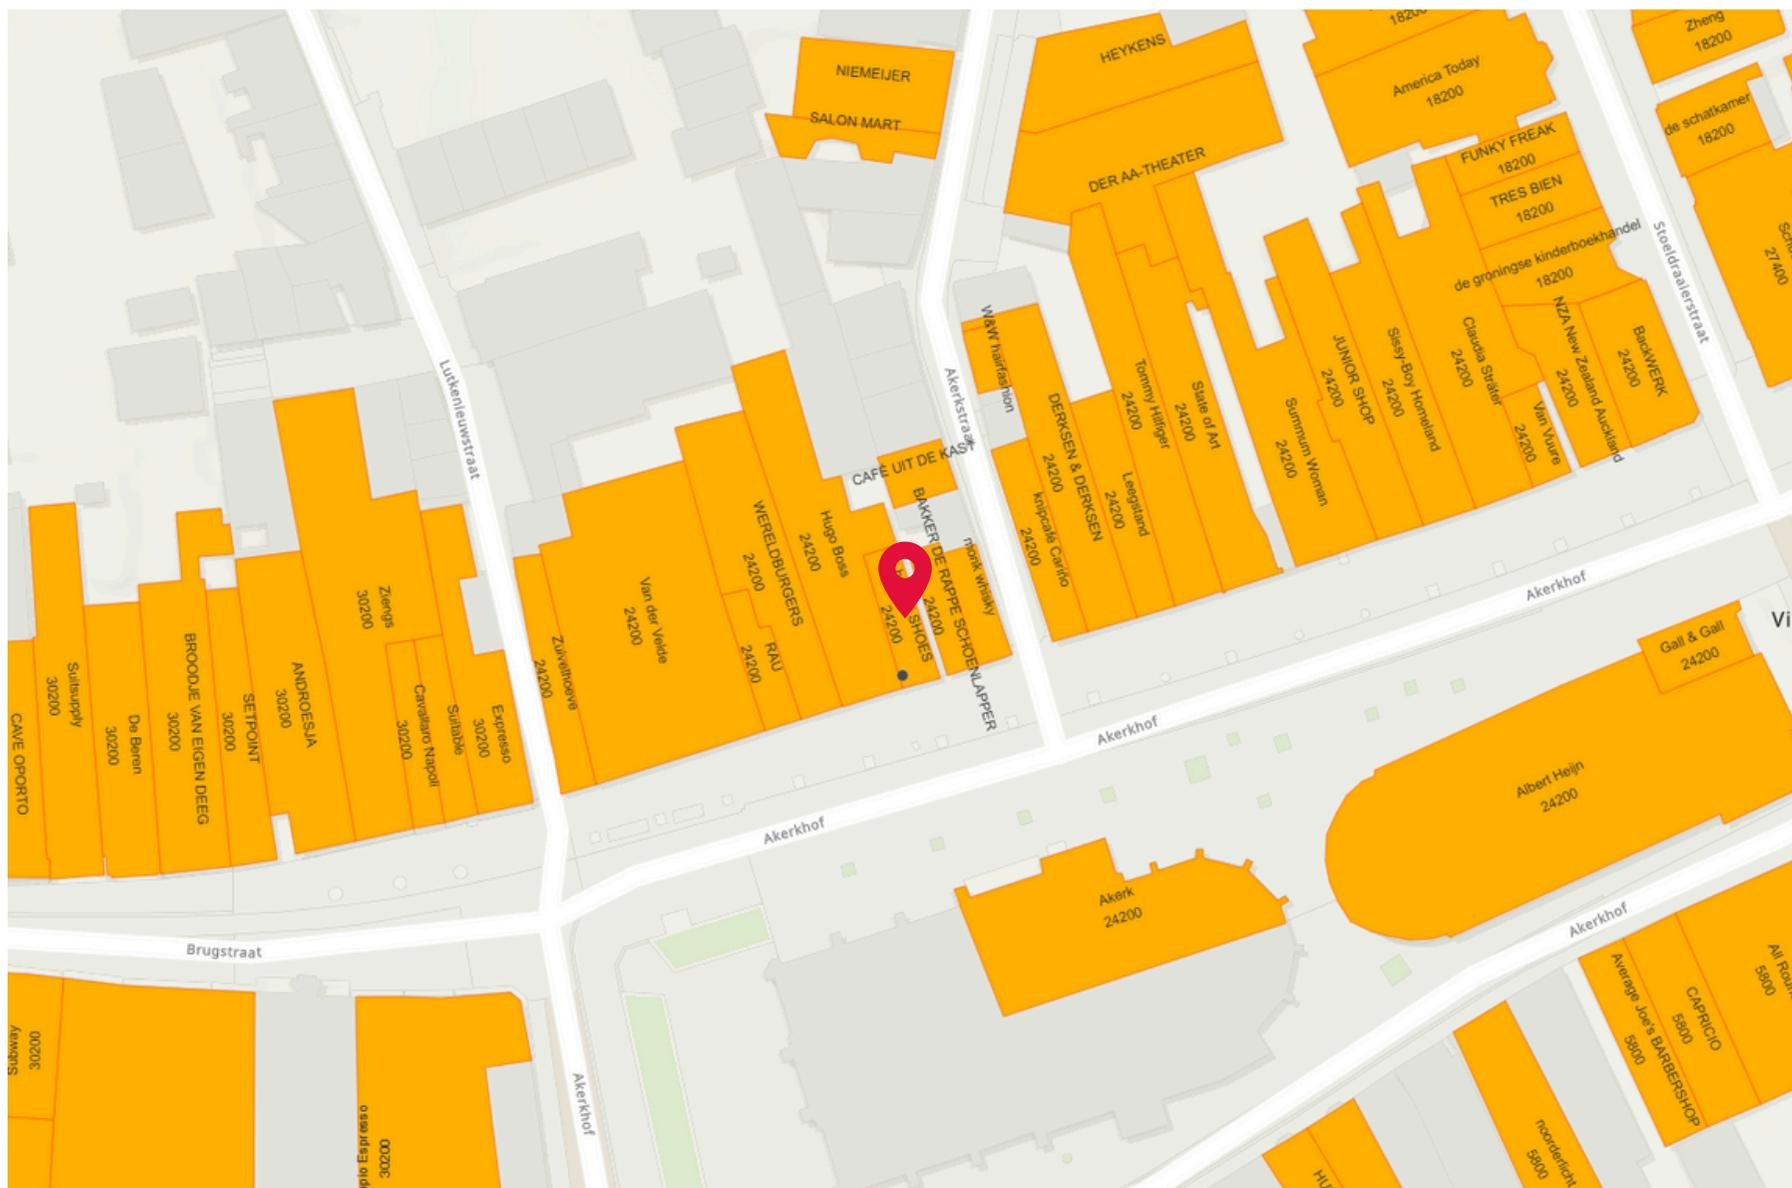 NIEMEIJER
SALON MART
HEYKENS
DER AA-THEATER
18200
America Today
18200
Zheng
18200
de schatkamer
18200
FUNKY FREAK
18200
TRES BIEN
18200
de groningse kinderboekhandel
18200
Stoeldraaierstraat
27400
Lutkenieuwstraat
Akerkstraat
W&W hairfashion
CAFÉ UIT DE KAST
Tommy Hilfiger
24200
State of Art
24200
Summum Woman
24200
JUNIOR SHOP
24200
Sissy-Boy Homeland
24200
Claudia Sträter
24200
Van Vuure
24200
NZA New Zealand Auckland
24200
BackWERK
24200
DERKSEN & DERKSEN
24200
Leegstand
24200
knipcafé Carino
24200
monk whisky
BAKKER DE RAPPE SCHOENLAPPER
24200
SHOES
24200
Hugo Boss
24200
WERELDBURGERS
24200
RAU
24200
Van der Velde
24200
Zuivelhoeve
24200
Expresso
30200
Suitable
Cavallaro Napoli
30200
Ziengs
30200
ANDROESJA
30200
SETPOINT
30200
BROODJE VAN EIGEN DEEG
30200
De Beren
30200
Suitsupply
30200
CAVE OPORTO
Akerkhof
Akerkhof
Akerkhof
Gall & Gall
24200
Vi
Albert Heijn
24200
Akerk
24200
Akerkhof
Brugstraat
Akerkhof
Subway
30200
30200
Average Joe's BARBERSHOP
5800
CAPRICIO
5800
5800
noorderlicht
5800